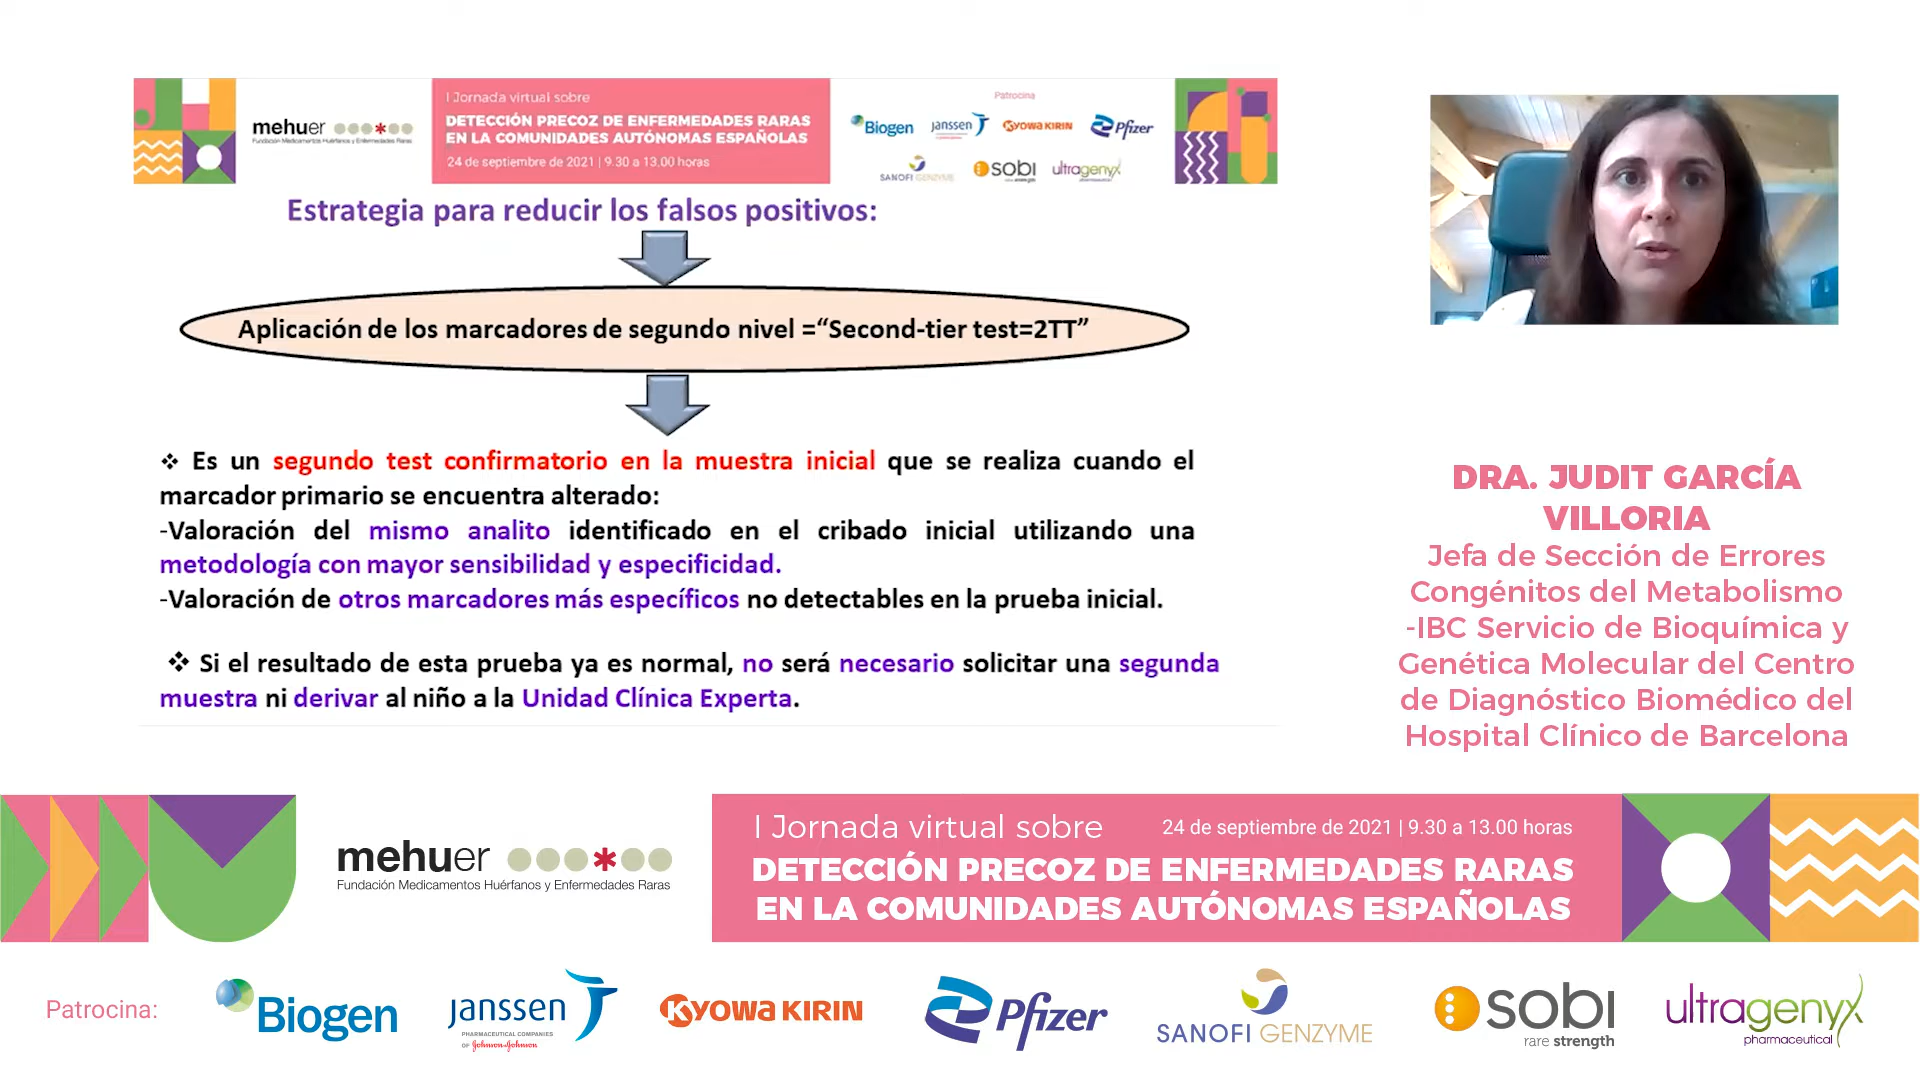 mehuer
Fundación Medicamentos Huérfanos y Enfermedades Raras
I Jornada virtual sobre
DETECCIÓN PRECOZ DE ENFERMEDADES RARAS
EN LA COMUNIDADES AUTÓNOMAS ESPAÑOLAS
24 de septiembre de 2021 | 9.30 a 13.00 horas
Patrocina
Biogen
janssen
KYOWA KIRIN
Pfizer
SANOFI GENZYME
sobi
ultragenyx
Estrategia para reducir los falsos positivos:
Aplicación de los marcadores de segundo nivel =“Second-tier test=2TT”
❖ Es un segundo test confirmatorio en la muestra inicial que se realiza cuando el
marcador primario se encuentra alterado:
-Valoración del mismo analito identificado en el cribado inicial utilizando una
metodología con mayor sensibilidad y especificidad.
-Valoración de otros marcadores más específicos no detectables en la prueba inicial.
❖ Si el resultado de esta prueba ya es normal, no será necesario solicitar una segunda
muestra ni derivar al niño a la Unidad Clínica Experta.
DRA. JUDIT GARCÍA
VILLORIA
Jefa de Sección de Errores
Congénitos del Metabolismo
-IBC Servicio de Bioquímica y
Genética Molecular del Centro
de Diagnóstico Biomédico del
Hospital Clínico de Barcelona
mehuer
Fundación Medicamentos Huérfanos y Enfermedades Raras
I Jornada virtual sobre
24 de septiembre de 2021 | 9.30 a 13.00 horas
DETECCIÓN PRECOZ DE ENFERMEDADES RARAS
EN LA COMUNIDADES AUTÓNOMAS ESPAÑOLAS
Patrocina:
Biogen
janssen
PHARMACEUTICAL COMPANIES
OF Johnson & Johnson
KYOWA KIRIN
Pfizer
SANOFI GENZYME
sobi
rare strength
ultragenyx
pharmaceutical